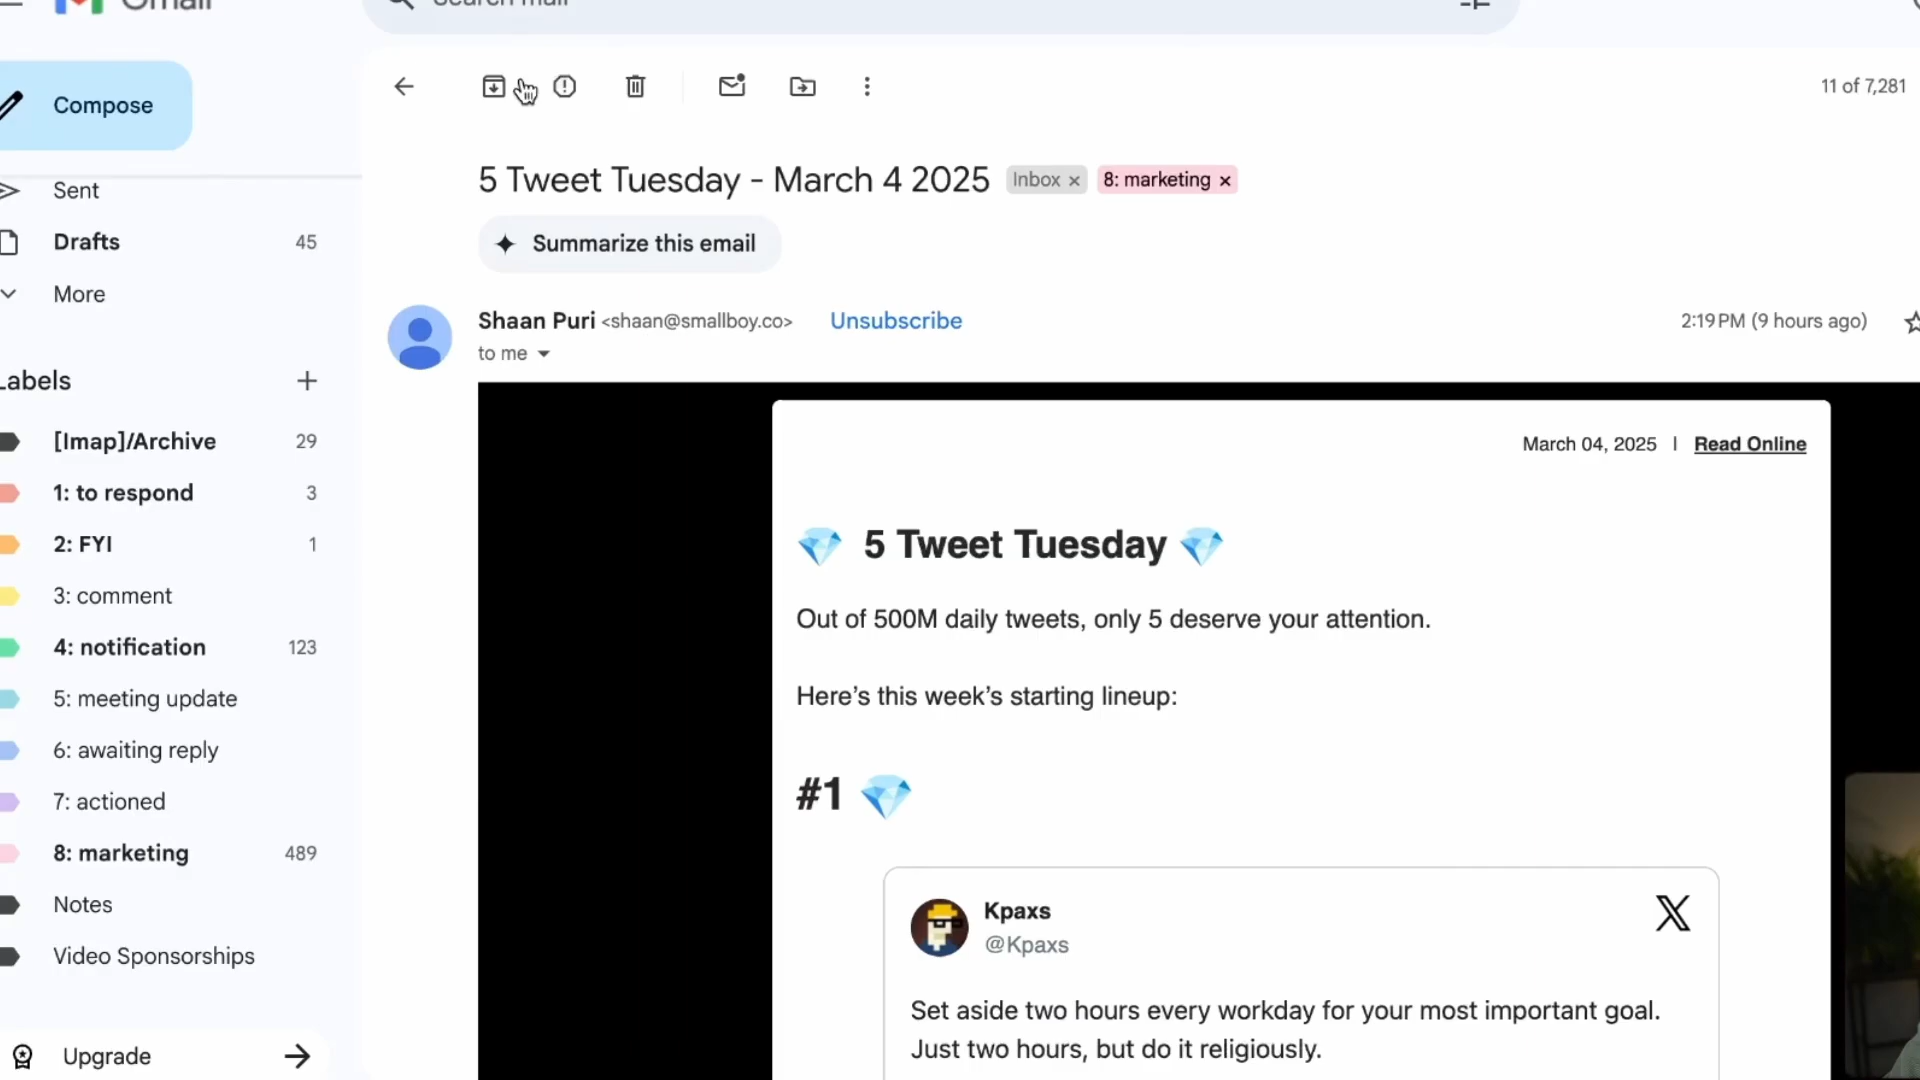 Gmail
Search mail
Compose
11 of 7,281
Sent
Drafts 45
More
Labels
[Imap]/Archive 29
1: to respond 3
2: FYI 1
3: comment
4: notification 123
5: meeting update
6: awaiting reply
7: actioned
8: marketing 489
Notes
Video Sponsorships
Upgrade
5 Tweet Tuesday - March 4 2025 Inbox × 8: marketing ×
Summarize this email
Shaan Puri <shaan@smallboy.co> Unsubscribe 2:19 PM (9 hours ago)
to me
March 04, 2025 | Read Online
💎 5 Tweet Tuesday 💎
Out of 500M daily tweets, only 5 deserve your attention.
Here’s this week’s starting lineup:
#1 💎
Kpaxs
@Kpaxs
Set aside two hours every workday for your most important goal.
Just two hours, but do it religiously.